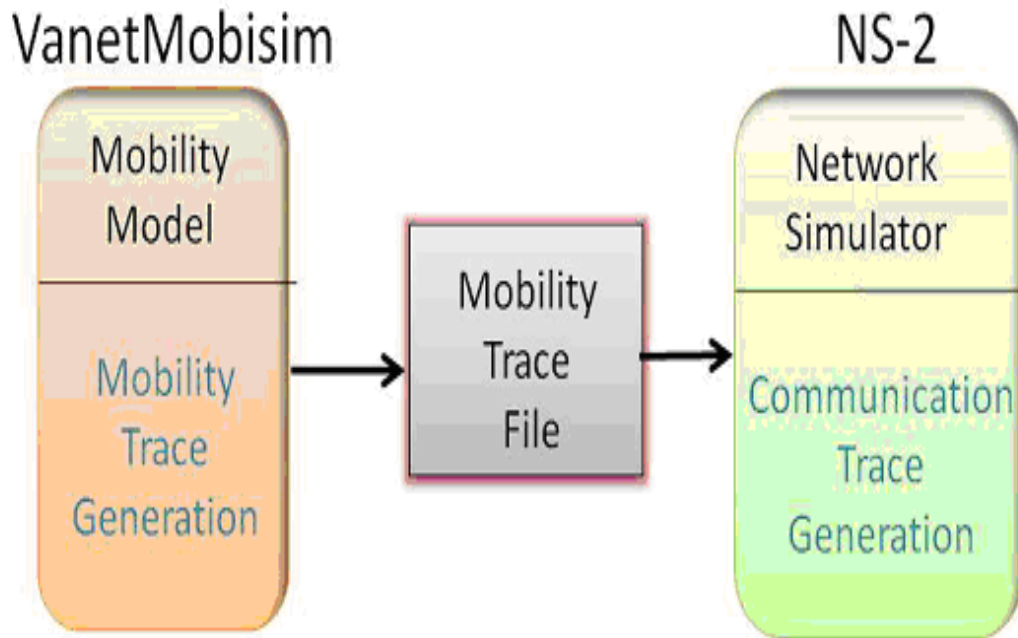 VanetMobisim
Mobility
Model
Mobility
Trace
Generation
Mobility
Trace
File
NS-2
Network
Simulator
Communication
Trace
Generation